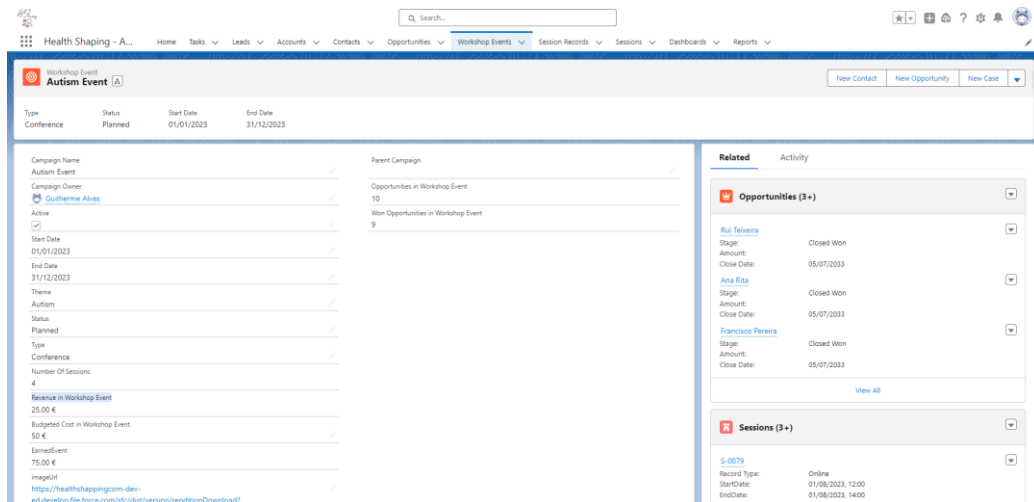 Search...
Health Shaping - A...
Home Tasks Leads Accounts Contacts Opportunities Workshop Events Session Records Sessions Dashboards Reports
Workshop Event
Autism Event
New Contact New Opportunity New Case
Type Status Start Date End Date
Conference Planned 01/01/2023 31/12/2023
Campaign Name
Autism Event
Campaign Owner
Guilherme Alves
Active
Start Date
01/01/2023
End Date
31/12/2023
Theme
Autism
Status
Planned
Type
Conference
Number Of Sessions
4
Revenue in Workshop Event
25,00 €
Budgeted Cost in Workshop Event
50 €
EarnedEvent
75,00 €
imageUrl
https://healthshappingcom-dev-
ed.develop.file.force.com/sfc/dist/version/renditionDownload?
Parent Campaign
Opportunities in Workshop Event
10
Won Opportunities in Workshop Event
9
Related Activity
Opportunities (3+)
Rui Teixeira
Stage: Closed Won
Amount:
Close Date: 05/07/2033
Ana Rita
Stage: Closed Won
Amount:
Close Date: 05/07/2033
Francisco Pereira
Stage: Closed Won
Amount:
Close Date: 05/07/2033
View All
Sessions (3+)
S-0079
Record Type: Online
StartDate: 01/08/2023, 12:00
EndDate: 01/08/2023, 14:00